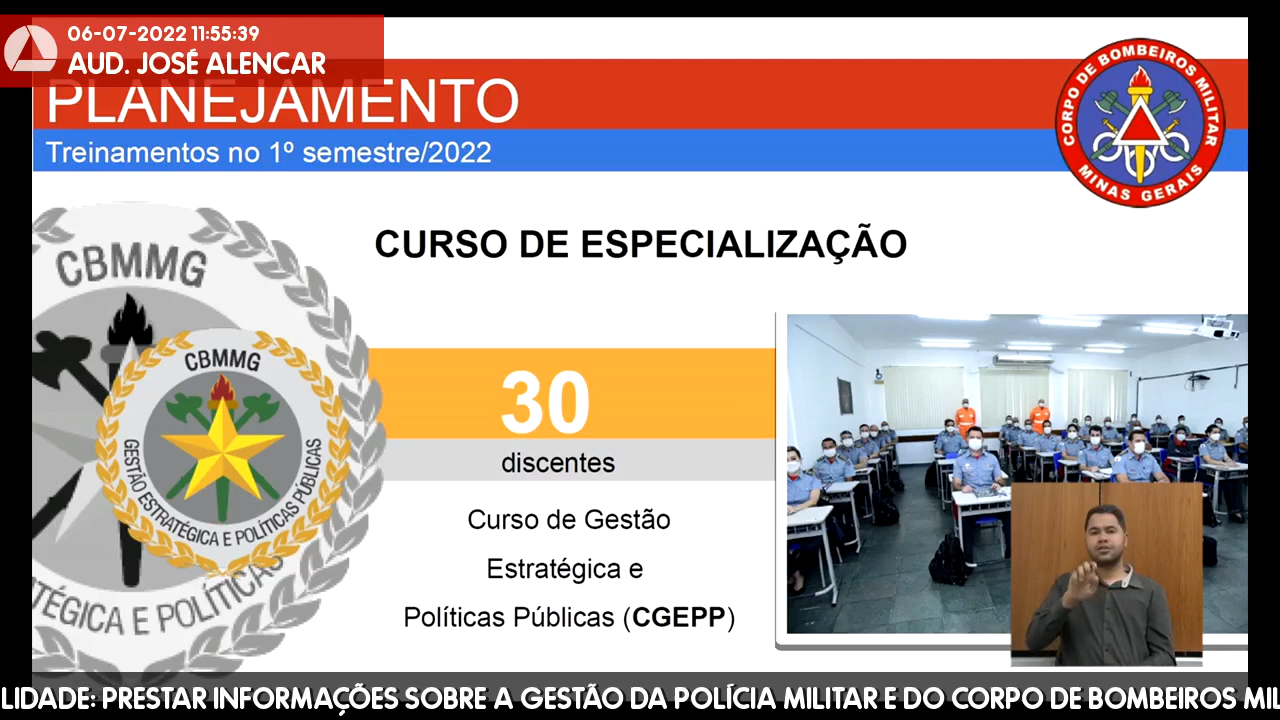 06-07-2022 11:55:39
AUD. JOSÉ ALENCAR
PLANEJAMENTO
Treinamentos no 1º semestre/2022
CORPO DE BOMBEIROS MILITAR
MINAS GERAIS
CURSO DE ESPECIALIZAÇÃO
CBMMG
TÉGICA E POLÍTICAS
CBMMG
GESTÃO ESTRATÉGICA E POLÍTICAS PÚBLICAS
30
discentes
Curso de Gestão
Estratégica e
Políticas Públicas (CGEPP)
LIDADE: PRESTAR INFORMAÇÕES SOBRE A GESTÃO DA POLÍCIA MILITAR E DO CORPO DE BOMBEIROS MIL